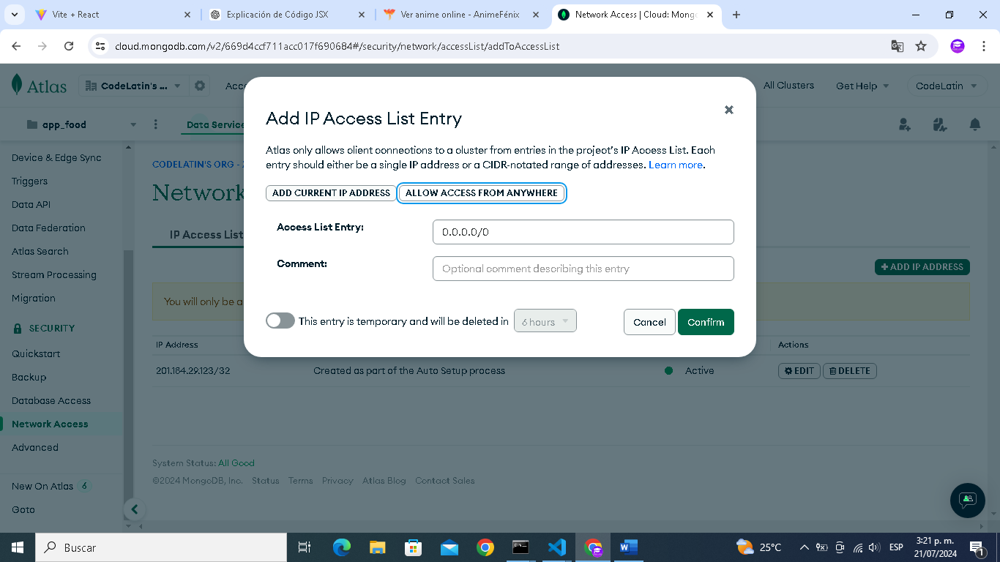 Vite + React
Explicación de Código JSX
Ver anime online - AnimeFénix
Network Access | Cloud: Mong
cloud.mongodb.com/v2/669d4ccf711acc017f690684#/security/network/accessList/addToAccessList
Atlas
CodeLatin's ...
Acc
All Clusters
Get Help
CodeLatin
app_food
Data Service
Device & Edge Sync
Triggers
Data API
Data Federation
Atlas Search
Stream Processing
Migration
SECURITY
Quickstart
Backup
Database Access
Network Access
Advanced
New On Atlas 6
Goto
CODELATIN'S ORG - 2
Network
IP Access List
+ ADD IP ADDRESS
You will only be a
Add IP Access List Entry
Atlas only allows client connections to a cluster from entries in the project's IP Access List. Each
entry should either be a single IP address or a CIDR-notated range of addresses. Learn more.
ADD CURRENT IP ADDRESS
ALLOW ACCESS FROM ANYWHERE
Access List Entry:
0.0.0.0/0
Comment:
Optional comment describing this entry
This entry is temporary and will be deleted in
6 hours
Cancel
Confirm
IP Address
Actions
201.184.29.123/32
Created as part of the Auto Setup process
Active
EDIT
DELETE
System Status: All Good
©2024 MongoDB, Inc. Status Terms Privacy Atlas Blog Contact Sales
Buscar
25°C
ESP
3:21 p. m.
21/07/2024
1